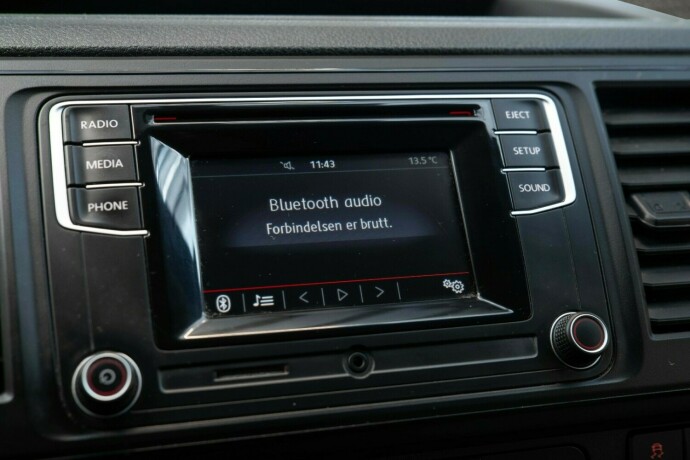 RADIO
MEDIA
PHONE
11:43
13.5 °C
Bluetooth audio
Forbindelsen er brutt.
EJECT
SETUP
SOUND